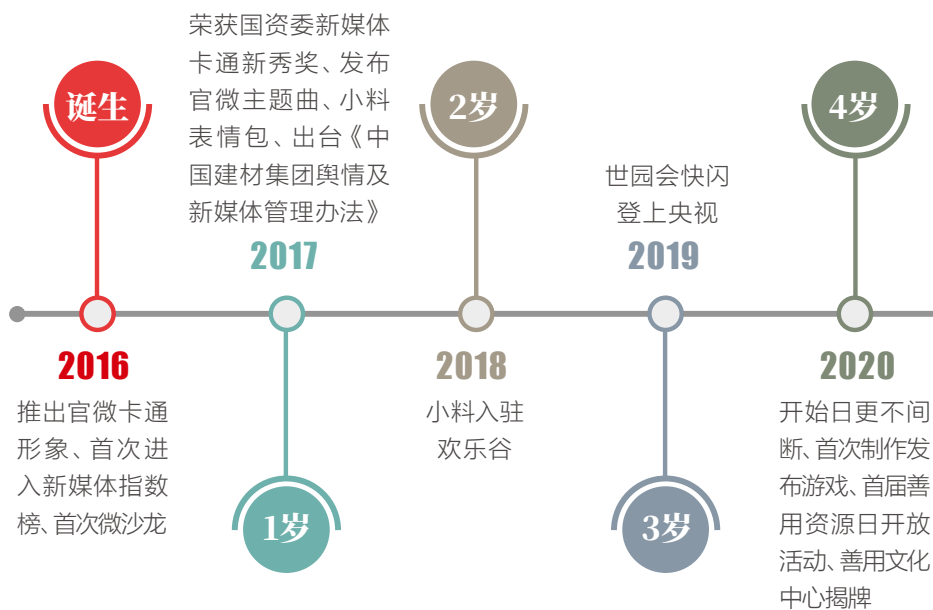 诞生
2016
推出官微卡通
形象、首次进
入新媒体指数
榜、首次微沙龙
荣获国资委新媒体
卡通新秀奖、发布
官微主题曲、小料
表情包、出台《中
国建材集团舆情及
新媒体管理办法》
2017
1岁
2岁
2018
小料入驻
欢乐谷
世园会快闪
登上央视
2019
3岁
4岁
2020
开始日更不间
断、首次制作发
布游戏、首届善
用资源日开放
活动、善用文化
中心揭牌